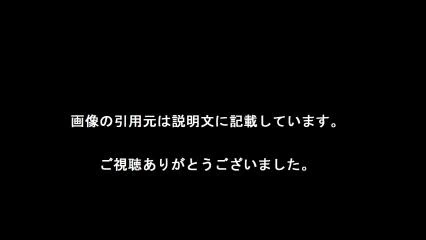 画像の引用元は説明文に記載しています。
ご視聴ありがとうございました。